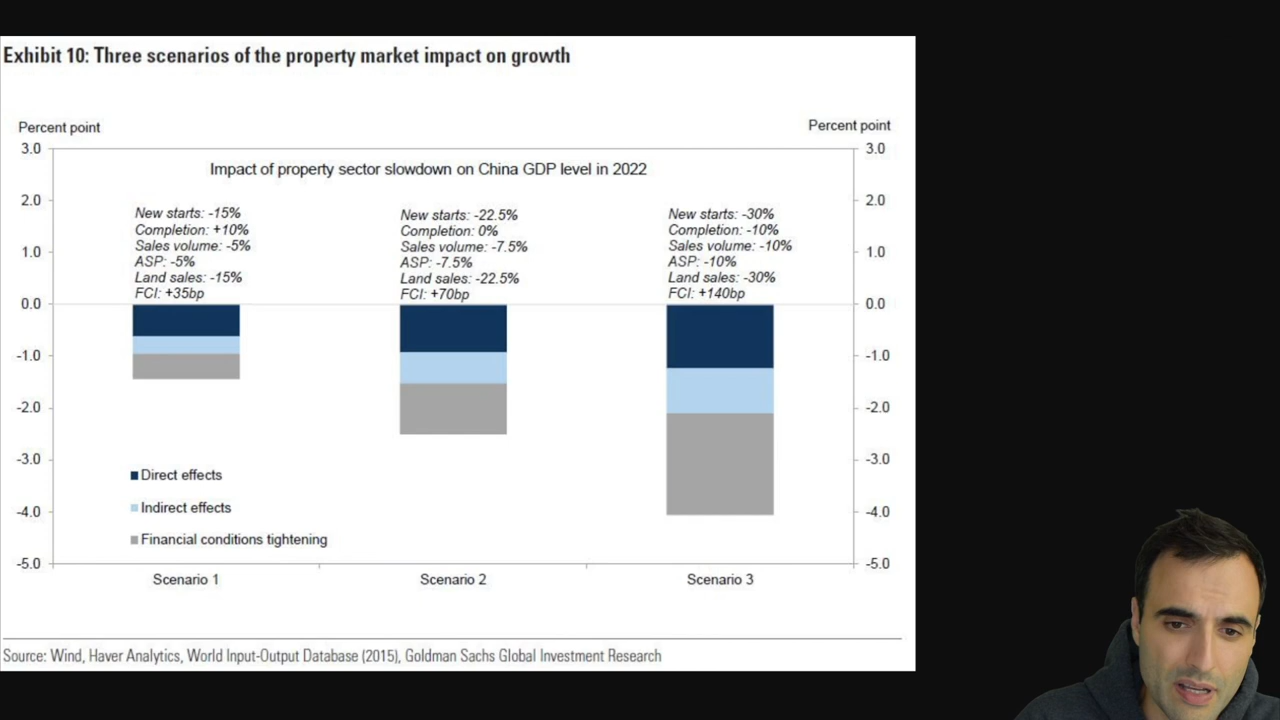 Exhibit 10: Three scenarios of the property market impact on growth
Percent point
Percent point
3.0
3.0
Impact of property sector slowdown on China GDP level in 2022
2.0
2.0
New starts: -15%
Completion: +10%
Sales volume: -5%
ASP: -5%
Land sales: -15%
FCI: +35bp
New starts: -22.5%
Completion: 0%
Sales volume: -7.5%
ASP: -7.5%
Land sales: -22.5%
FCI: +70bp
New starts: -30%
Completion: -10%
Sales volume: -10%
ASP: -10%
Land sales: -30%
FCI: +140bp
1.0
1.0
0.0
0.0
-1.0
-1.0
-2.0
-2.0
-3.0
-3.0
Direct effects
Indirect effects
-4.0
-4.0
Financial conditions tightening
-5.0
-5.0
Scenario 1
Scenario 2
Scenario 3
Source: Wind, Haver Analytics, World Input-Output Database (2015), Goldman Sachs Global Investment Research